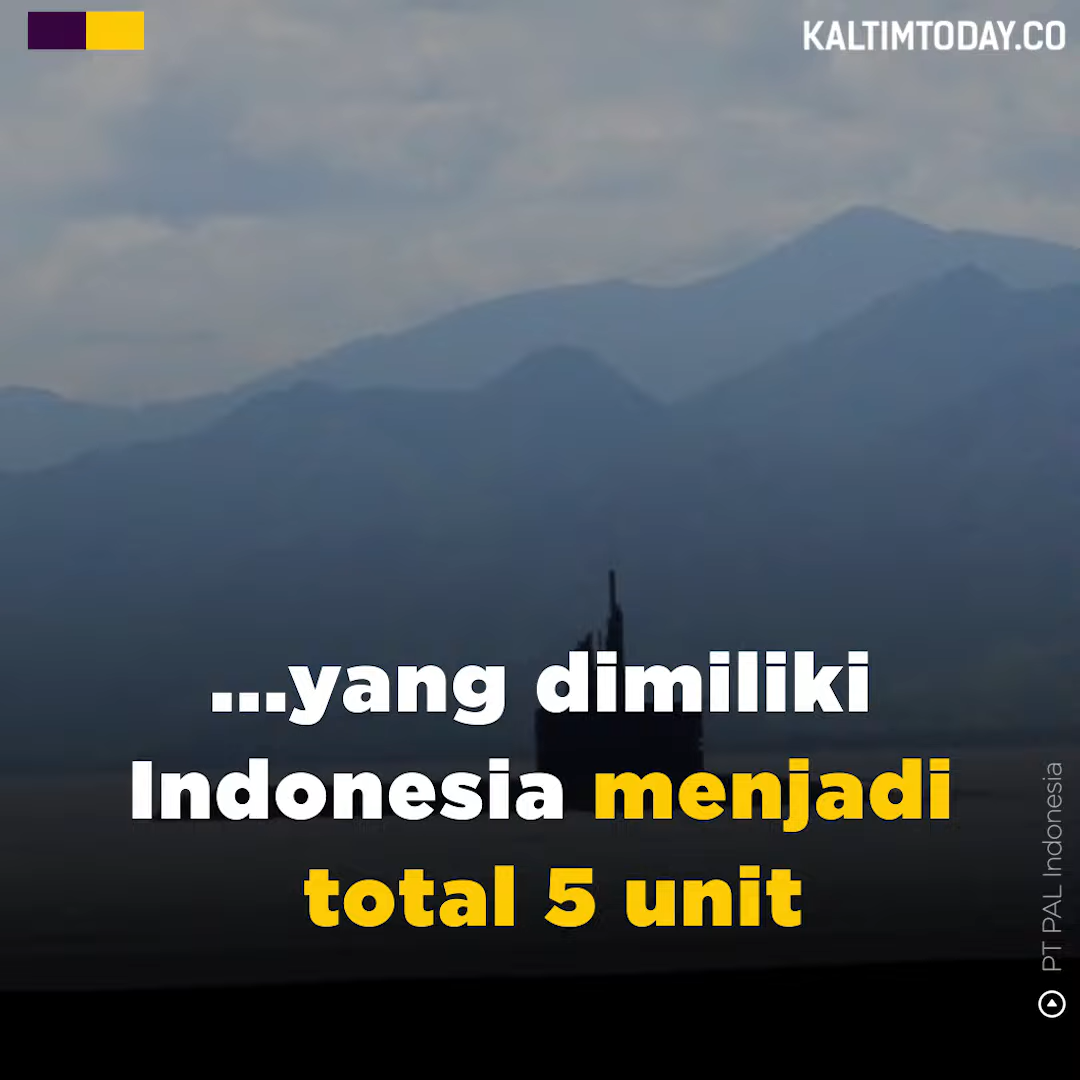 KALTIMTODAY.CO
...yang dimiliki
Indonesia menjadi
total 5 unit
PT PAL Indonesia